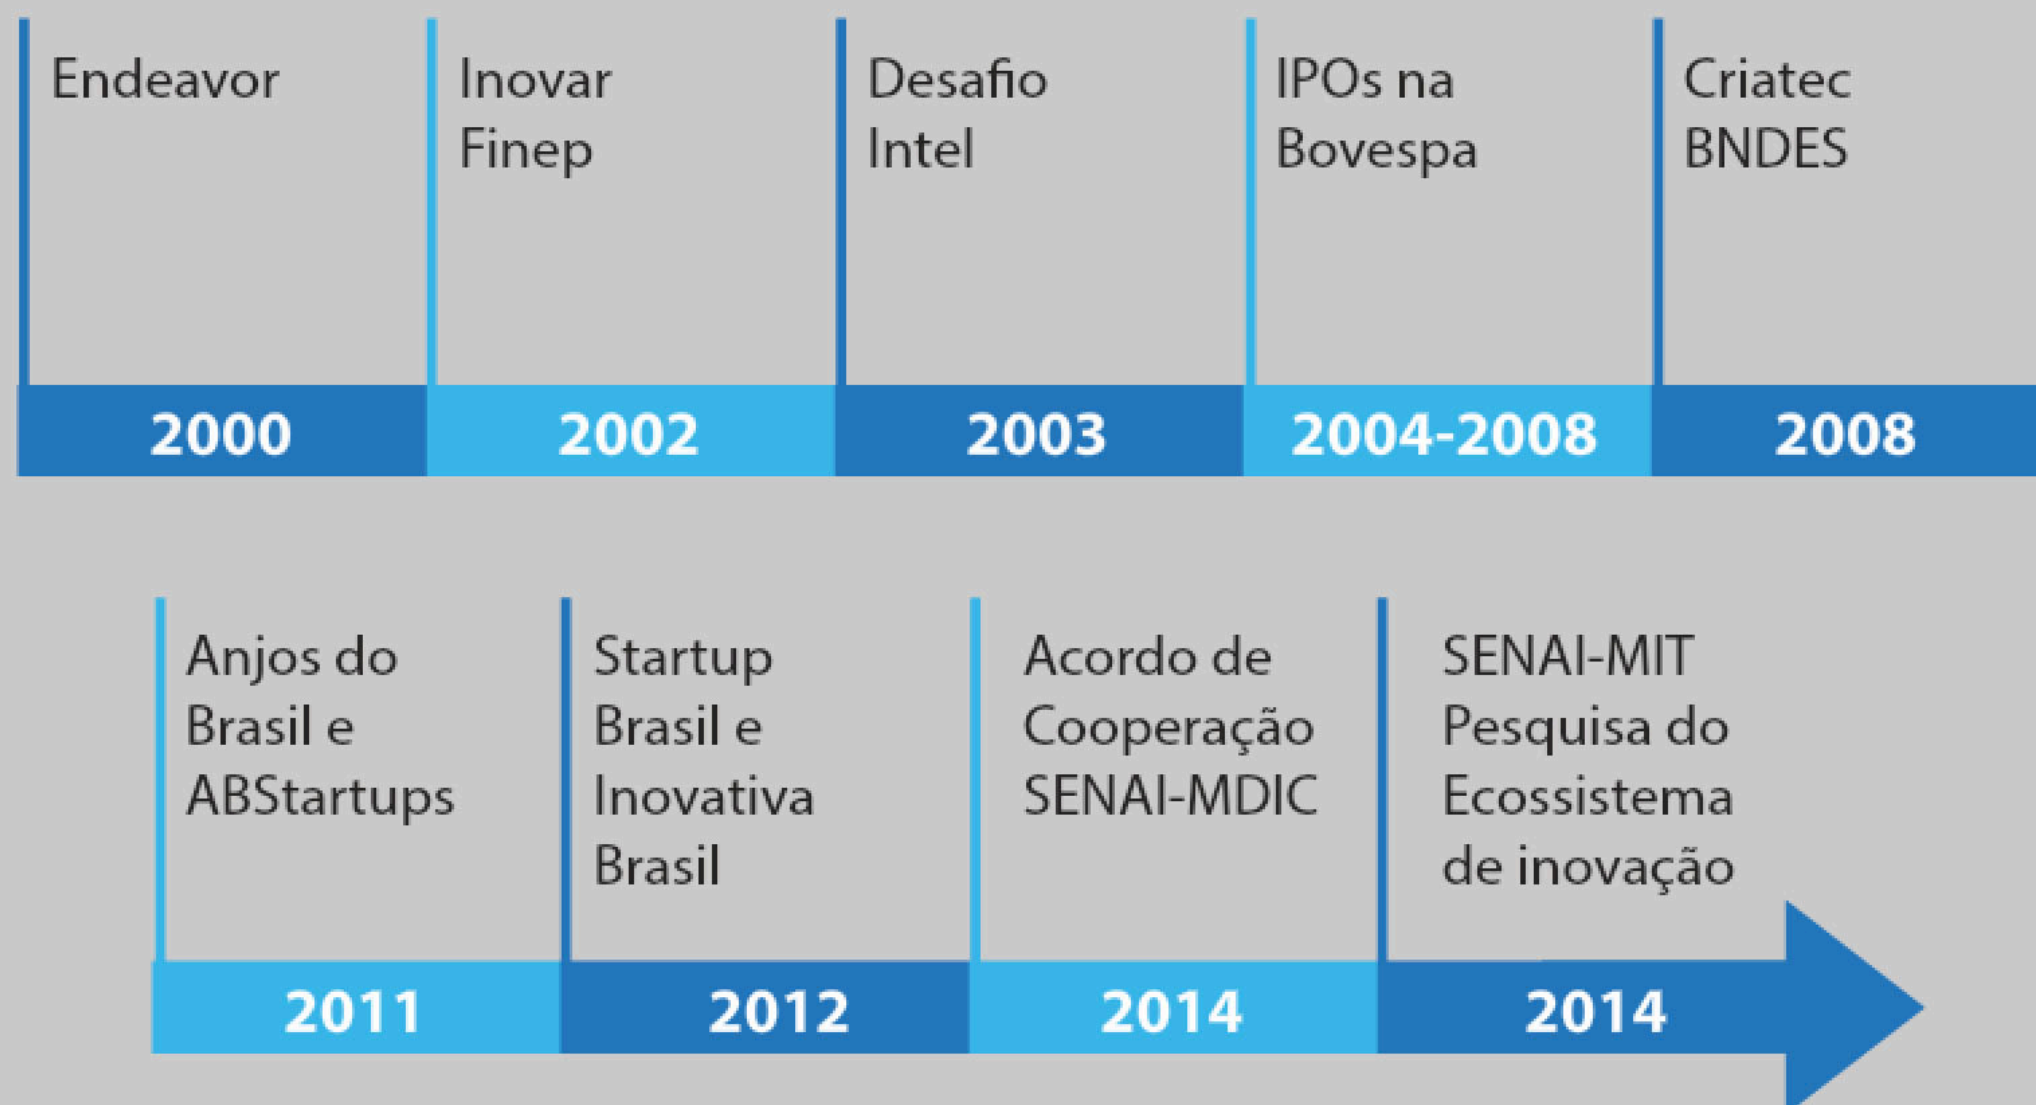 Endeavor
Inovar
Finep
Desafio
Intel
IPOs na
Bovespa
Criatec
BNDES
2000
2002
2003
2004-2008
2008
Anjos do
Brasil e
ABStartups
Startup
Brasil e
Inovativa
Brasil
Acordo de
Cooperação
SENAI-MDIC
SENAI-MIT
Pesquisa do
Ecossistema
de inovação
2011
2012
2014
2014